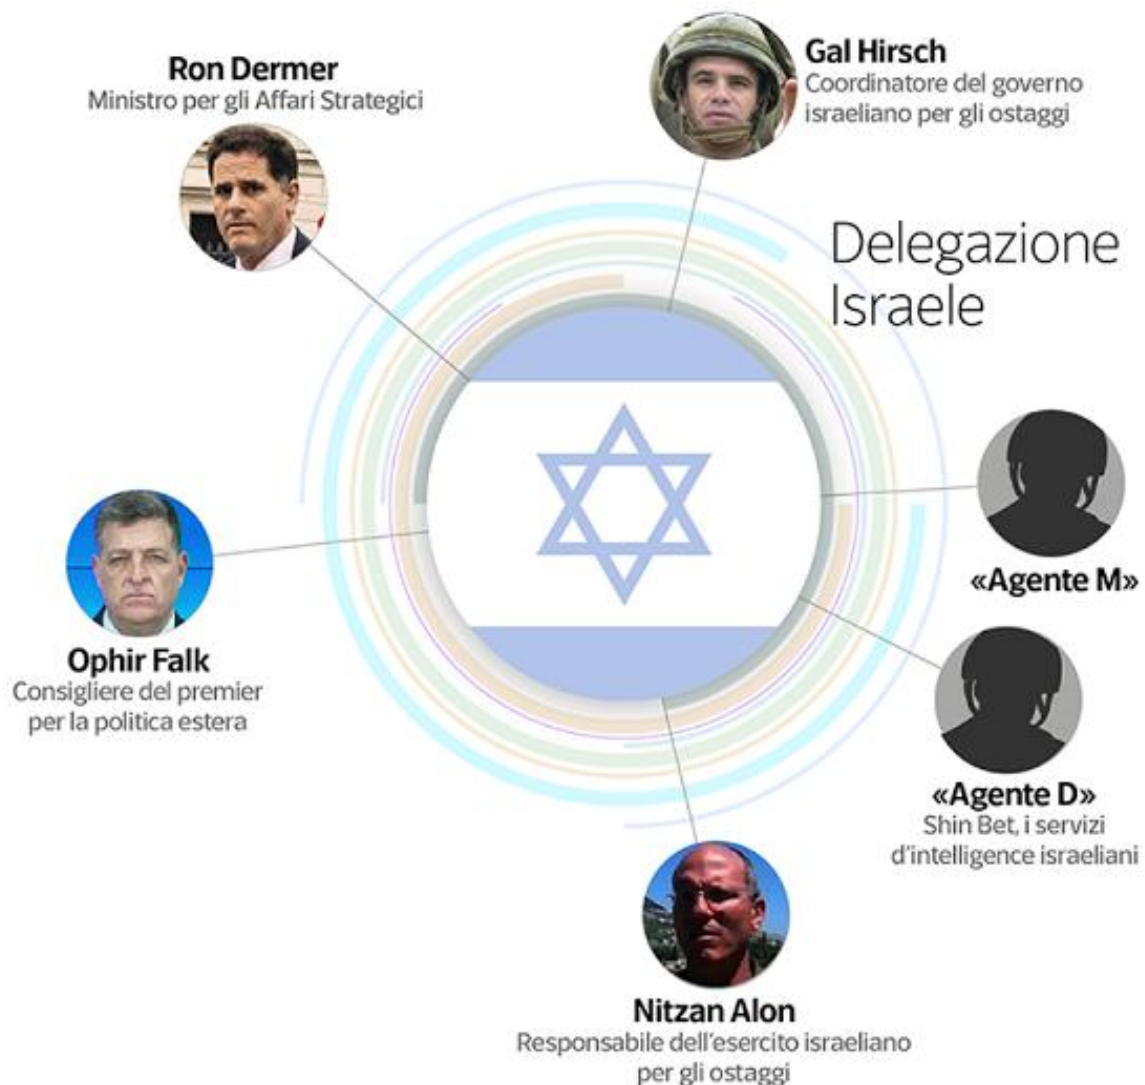 Ron Dermer
Ministro per gli Affari Strategici
Gal Hirsch
Coordinatore del governo
israeliano per gli ostaggi
Delegazione
Israele
«Agente M»
Ophir Falk
Consigliere del premier
per la politica estera
«Agente D»
Shin Bet, i servizi
d'intelligence israeliani
Nitzan Alon
Responsabile dell'esercito israeliano
per gli ostaggi